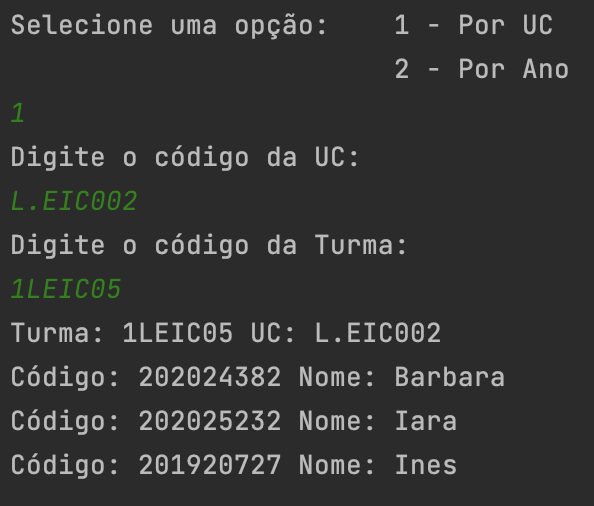 Selecione uma opção:    1 - Por UC
                        2 - Por Ano
1
Digite o código da UC:
L.EIC002
Digite o código da Turma:
1LEIC05
Turma: 1LEIC05 UC: L.EIC002
Código: 202024382 Nome: Barbara
Código: 202025232 Nome: Iara
Código: 201920727 Nome: Ines